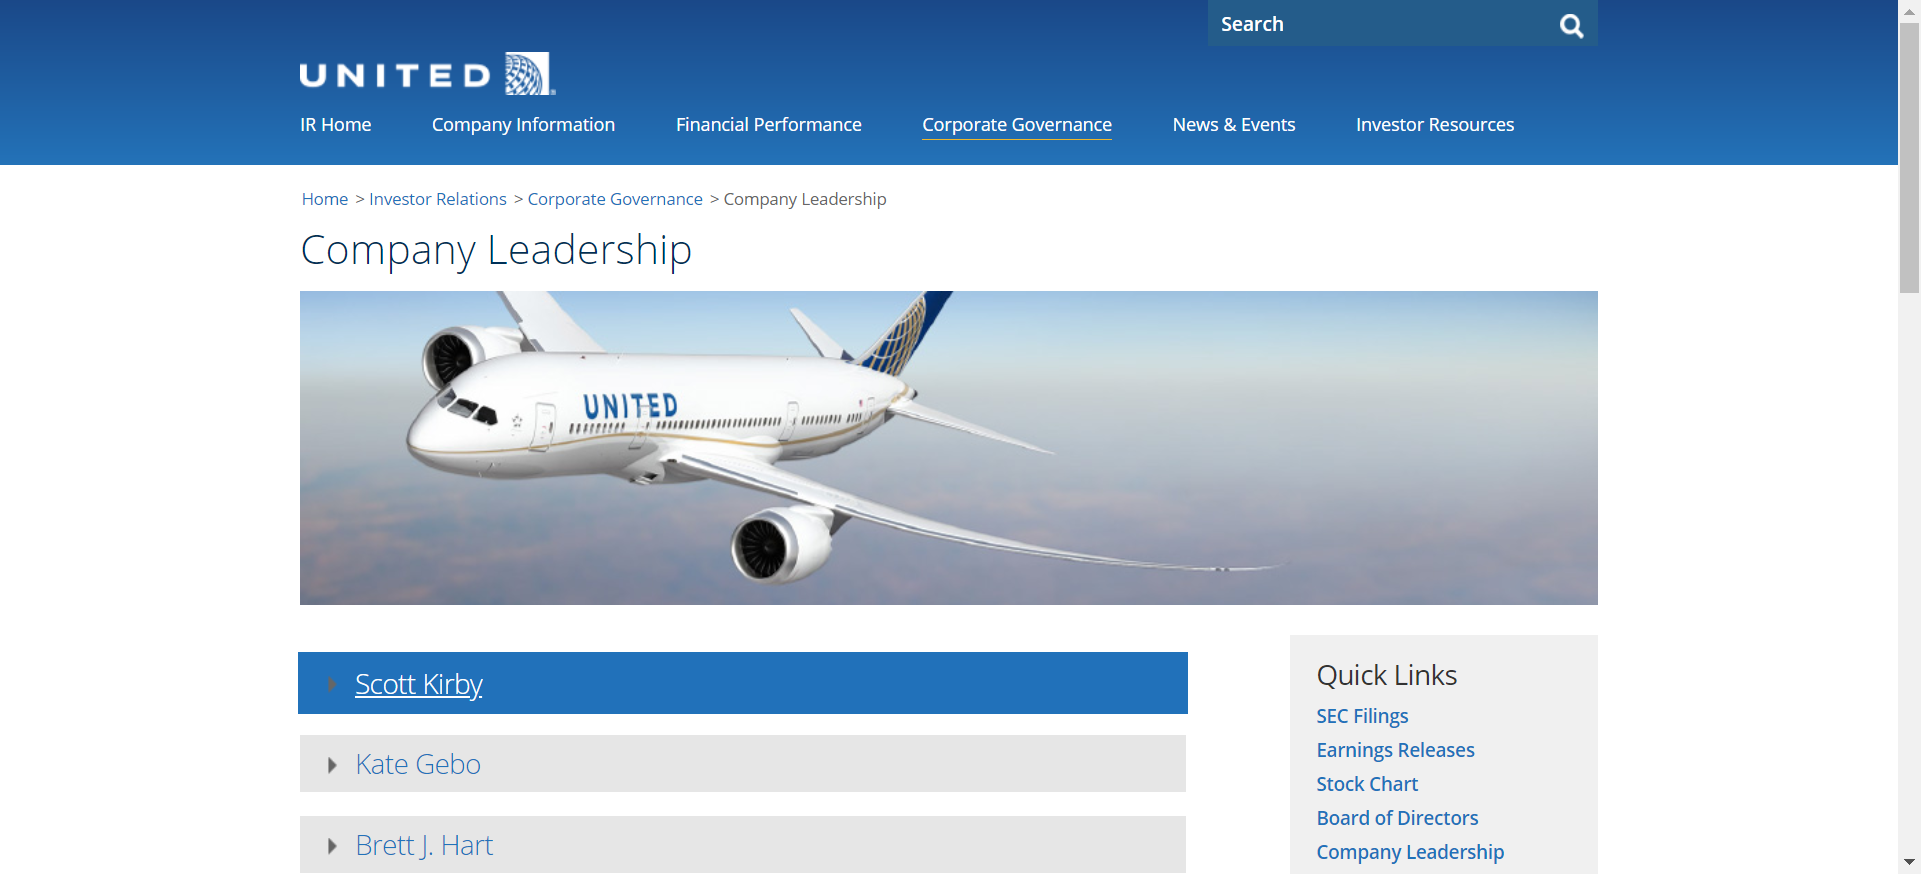 Search
UNITED
IR Home Company Information Financial Performance Corporate Governance News & Events Investor Resources
Home > Investor Relations > Corporate Governance > Company Leadership
Company Leadership
UNITED
Scott Kirby
Kate Gebo
Brett J. Hart
Quick Links
SEC Filings
Earnings Releases
Stock Chart
Board of Directors
Company Leadership